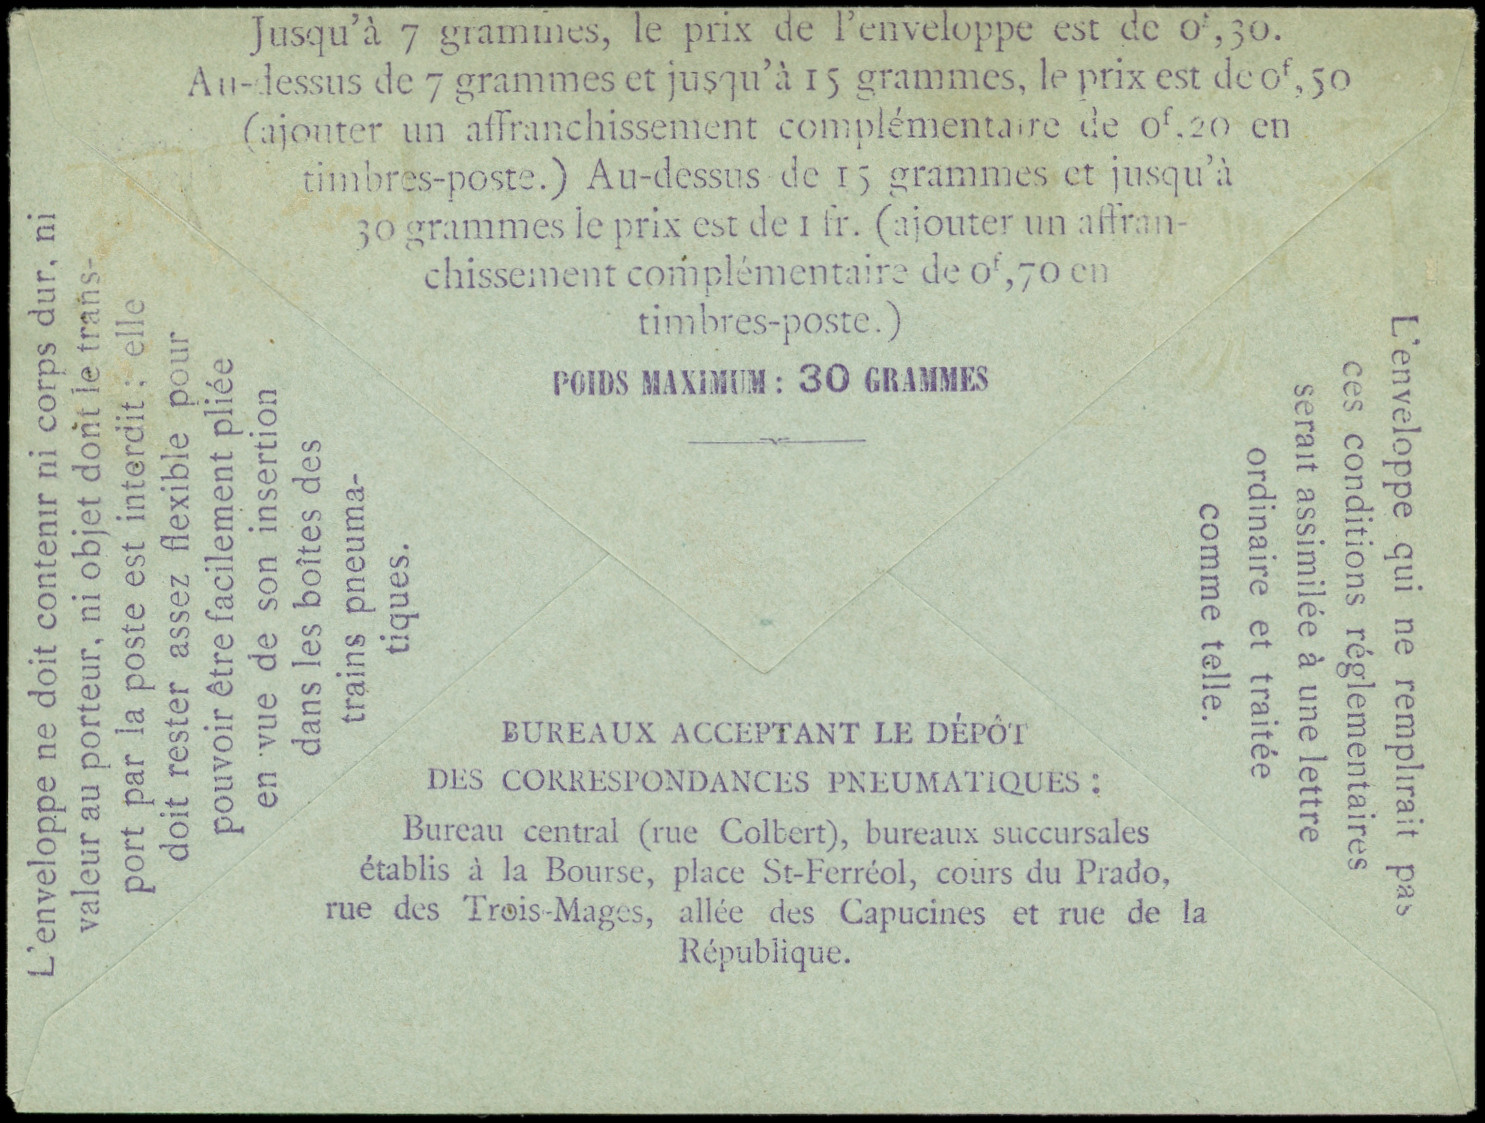 Jusqu'à 7 grammes, le prix de l'enveloppe est de 0f,30.
Au-dessus de 7 grammes et jusqu'à 15 grammes, le prix est de 0f,50
(ajouter un affranchissement complémentaire de 0f.20 en
timbres-poste.) Au-dessus de 15 grammes et jusqu'à
30 grammes le prix est de 1 fr. (ajouter un affran-
chissement complémentaire de 0f,70 en
timbres-poste.)
POIDS MAXIMUM : 30 GRAMMES
L'enveloppe ne doit contenir ni corps dur, ni
valeur au porteur, ni objet dont le trans-
port par la poste est interdit ; elle
doit rester assez flexible pour
pouvoir être facilement pliée
en vue de son insertion
dans les boîtes des
trains pneuma-
tiques.
L'enveloppe qui ne remplirait pas
ces conditions réglementaires
serait assimilée à une lettre
ordinaire et traitée
comme telle.
BUREAUX ACCEPTANT LE DÉPÔT
DES CORRESPONDANCES PNEUMATIQUES :
Bureau central (rue Colbert), bureaux succursales
établis à la Bourse, place St-Ferréol, cours du Prado,
rue des Trois-Mages, allée des Capucines et rue de la
République.